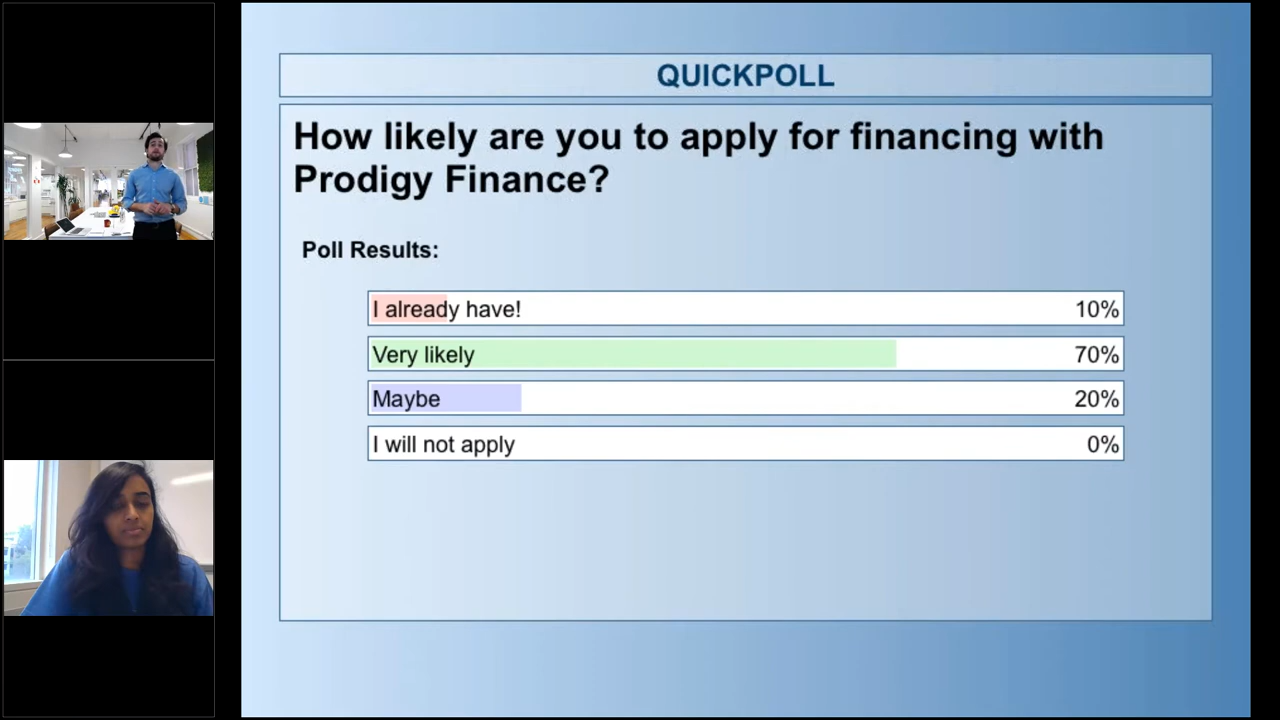 QUICKPOLL
How likely are you to apply for financing with
Prodigy Finance?
Poll Results:
I already have! 10%
Very likely 70%
Maybe 20%
I will not apply 0%